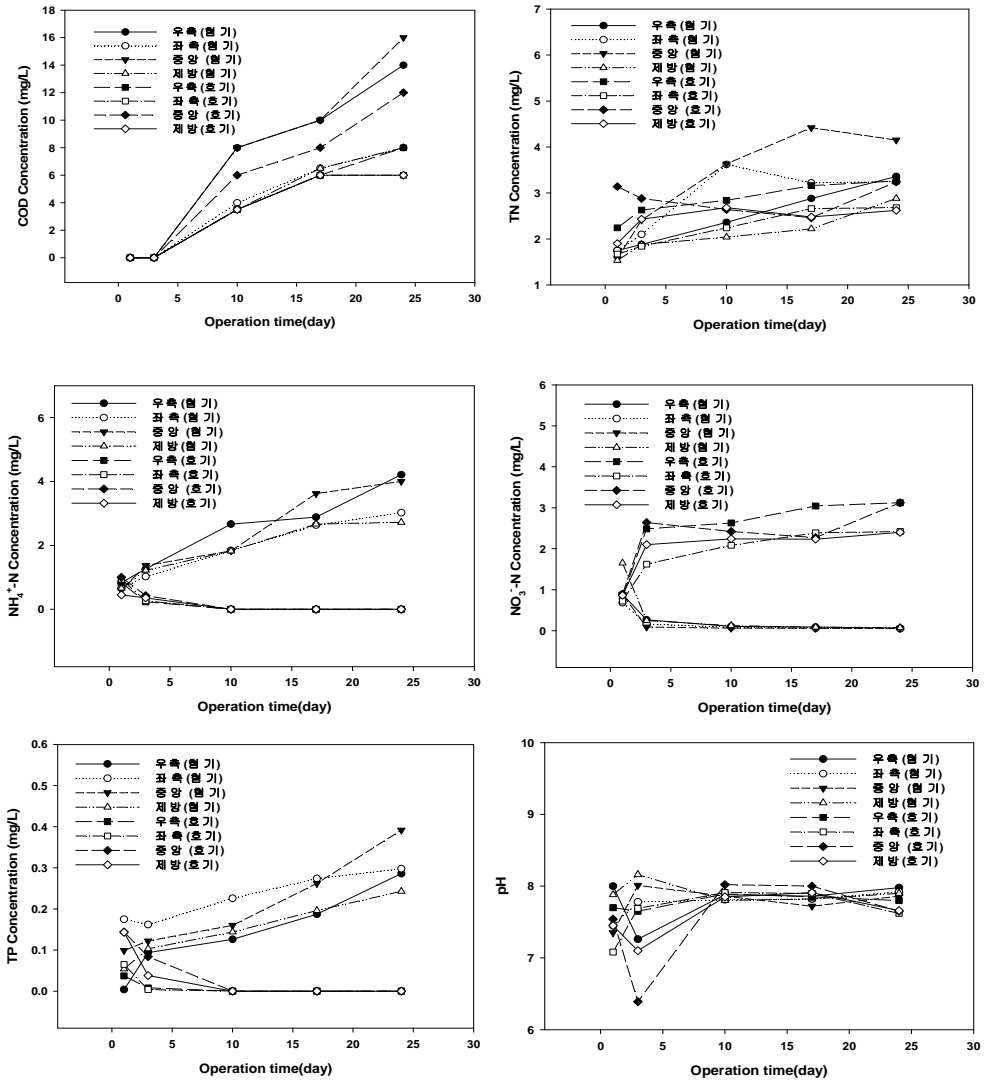 COD Concentration (mg/L)
18
16
14
12
10
8
6
4
2
0
우측(혐기)
좌측(혐기)
중앙 (혐기)
제방(혐기)
우측(호기)
좌측(호기)
중앙 (호기)
제방(호기)
0 5 10 15 20 25 30
Operation time(day)
TN Concentration (mg/L)
7
6
5
4
3
2
1
우측(혐기)
좌측(혐기)
중앙 (혐기)
제방(혐기)
우측(호기)
좌측(호기)
중앙 (호기)
제방(호기)
0 5 10 15 20 25 30
Operation time(day)
NH4+-N Concentration (mg/L)
6
4
2
0
우측(혐기)
좌측(혐기)
중앙 (혐기)
제방(혐기)
우측(호기)
좌측(호기)
중앙 (호기)
제방(호기)
0 5 10 15 20 25 30
Operation time(day)
NO3--N Concentration (mg/L)
6
5
4
3
2
1
0
우측(혐기)
좌측(혐기)
중앙 (혐기)
제방(혐기)
우측(호기)
좌측(호기)
중앙 (호기)
제방(호기)
0 5 10 15 20 25 30
Operation time(day)
TP Concentration (mg/L)
0.6
0.5
0.4
0.3
0.2
0.1
0.0
우측(혐기)
좌측(혐기)
중앙 (혐기)
제방(혐기)
우측(호기)
좌측(호기)
중앙 (호기)
제방(호기)
0 5 10 15 20 25 30
Operation time(day)
pH
10
9
8
7
6
우측(혐기)
좌측(혐기)
중앙 (혐기)
제방(혐기)
우측(호기)
좌측(호기)
중앙 (호기)
제방(호기)
0 5 10 15 20 25 30
Operation time(day)